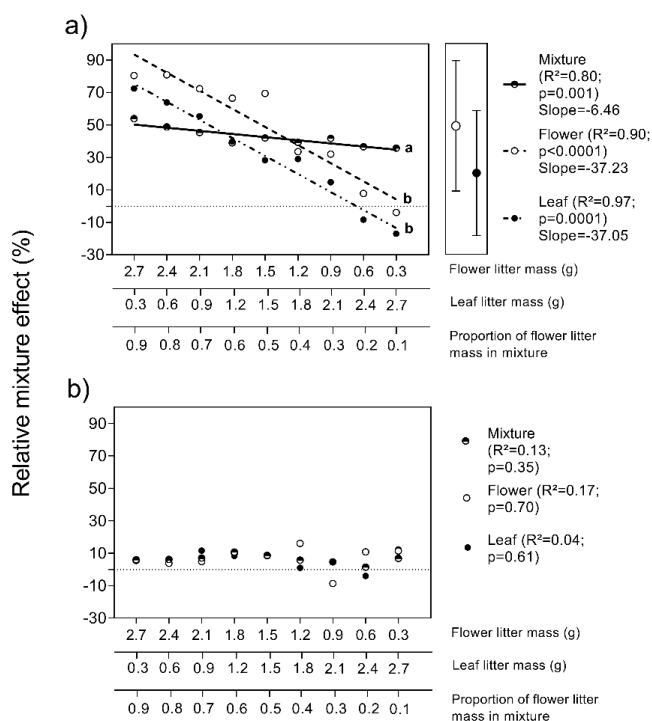 a)
Relative mixture effect (%)
90
70
50
30
10
-10
-30
a
b
b
Mixture
(R²=0.80;
p=0.001)
Slope=-6.46
Flower (R²=0.90;
p<0.0001)
Slope=-37.23
Leaf (R²=0.97;
p=0.0001)
Slope=-37.05
2.7 2.4 2.1 1.8 1.5 1.2 0.9 0.6 0.3 Flower litter mass (g)
0.3 0.6 0.9 1.2 1.5 1.8 2.1 2.4 2.7 Leaf litter mass (g)
0.9 0.8 0.7 0.6 0.5 0.4 0.3 0.2 0.1 Proportion of flower litter
mass in mixture
b)
90
70
50
30
10
-10
-30
Mixture
(R²=0.13;
p=0.35)
Flower (R²=0.17;
p=0.70)
Leaf (R²=0.04;
p=0.61)
2.7 2.4 2.1 1.8 1.5 1.2 0.9 0.6 0.3 Flower litter mass (g)
0.3 0.6 0.9 1.2 1.5 1.8 2.1 2.4 2.7 Leaf litter mass (g)
0.9 0.8 0.7 0.6 0.5 0.4 0.3 0.2 0.1 Proportion of flower litter
mass in mixture